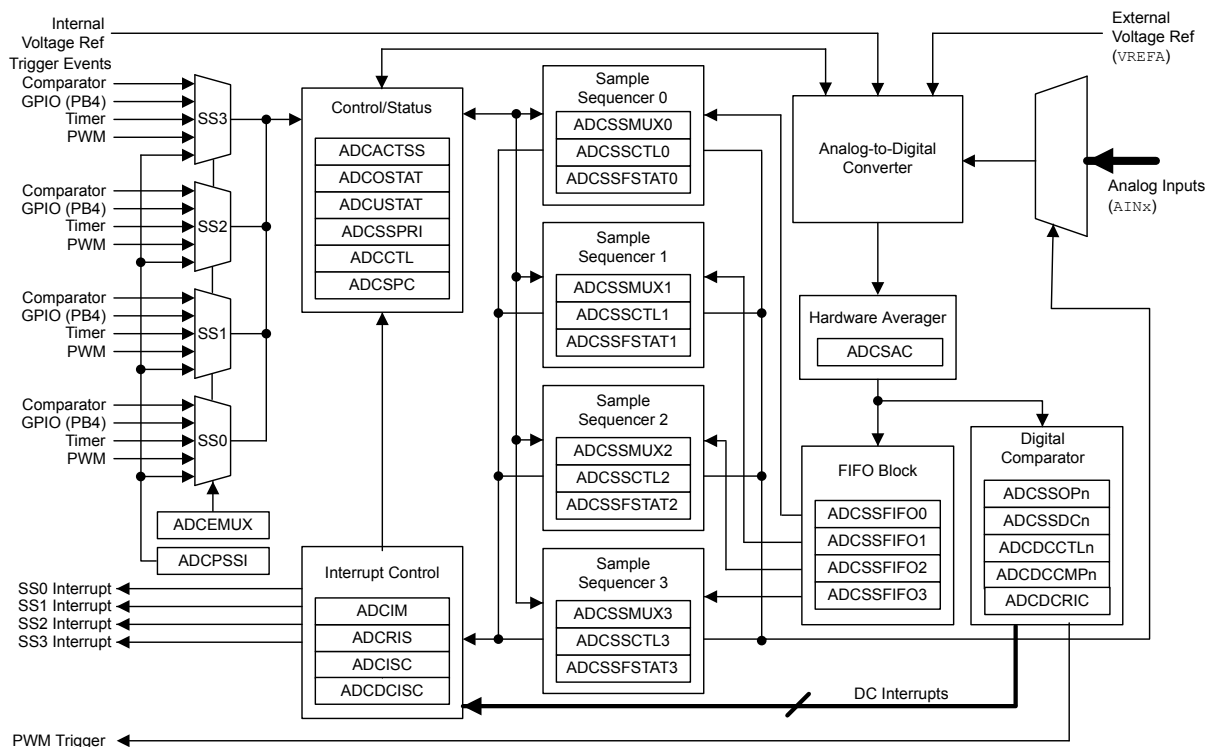 Internal
Voltage Ref
External
Voltage Ref
(VREFA)
Trigger Events
Comparator
GPIO (PB4)
Timer
PWM
SS3
Comparator
GPIO (PB4)
Timer
PWM
SS2
Comparator
GPIO (PB4)
Timer
PWM
SS1
Comparator
GPIO (PB4)
Timer
PWM
SS0
ADCEMUX
ADCPSSI
SS0 Interrupt
SS1 Interrupt
SS2 Interrupt
SS3 Interrupt
PWM Trigger
Control/Status
ADCACTSS
ADCOSTAT
ADCUSTAT
ADCSSPRI
ADCCTL
ADCSPC
Interrupt Control
ADCIM
ADCRIS
ADCISC
ADCDCISC
Sample
Sequencer 0
ADCSSMUX0
ADCSSCTL0
ADCSSFSTAT0
Sample
Sequencer 1
ADCSSMUX1
ADCSSCTL1
ADCSSFSTAT1
Sample
Sequencer 2
ADCSSMUX2
ADCSSCTL2
ADCSSFSTAT2
Sample
Sequencer 3
ADCSSMUX3
ADCSSCTL3
ADCSSFSTAT3
Analog-to-Digital
Converter
Analog Inputs
(AINx)
Hardware Averager
ADCSAC
FIFO Block
ADCSSFIFO0
ADCSSFIFO1
ADCSSFIFO2
ADCSSFIFO3
Digital
Comparator
ADCSSOPn
ADCSSDCn
ADCDCCTLn
ADCDCCMPn
ADCDCRIC
DC Interrupts